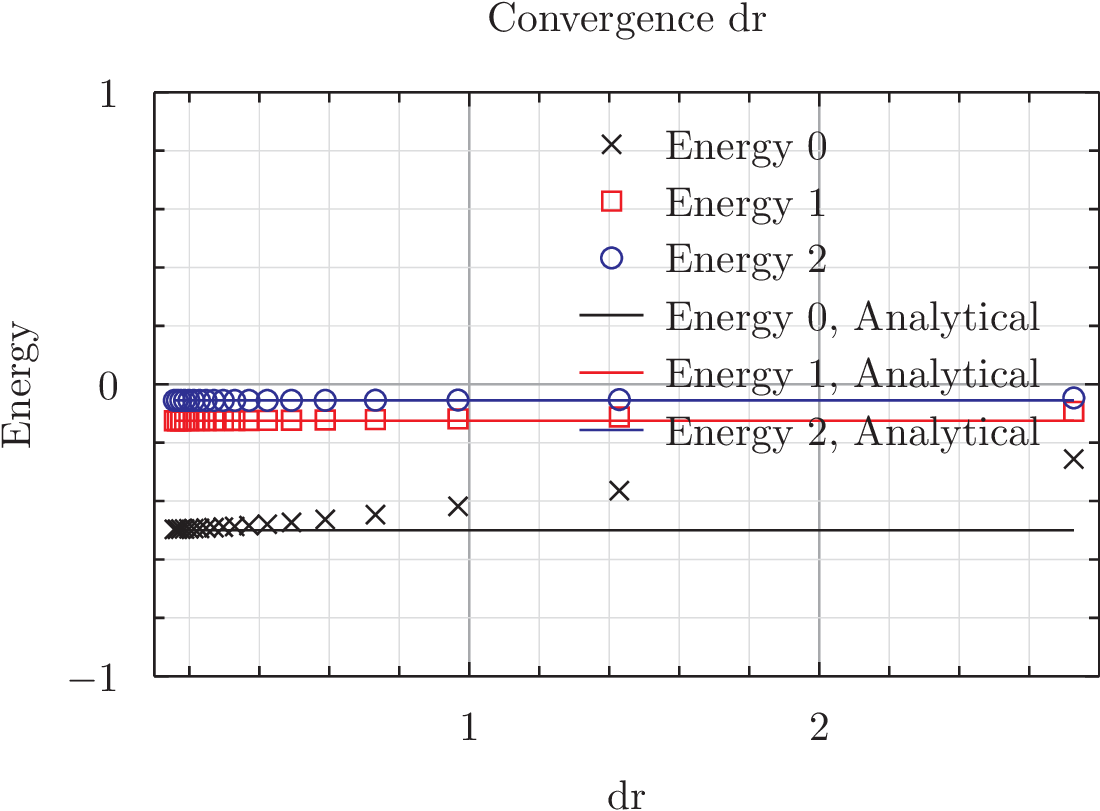 Convergence dr
1
Energy 0
Energy 1
Energy 2
Energy 0, Analytical
0
Energy 1, Analytical
Energy 2, Analytical
Energy
−1
1
2
dr